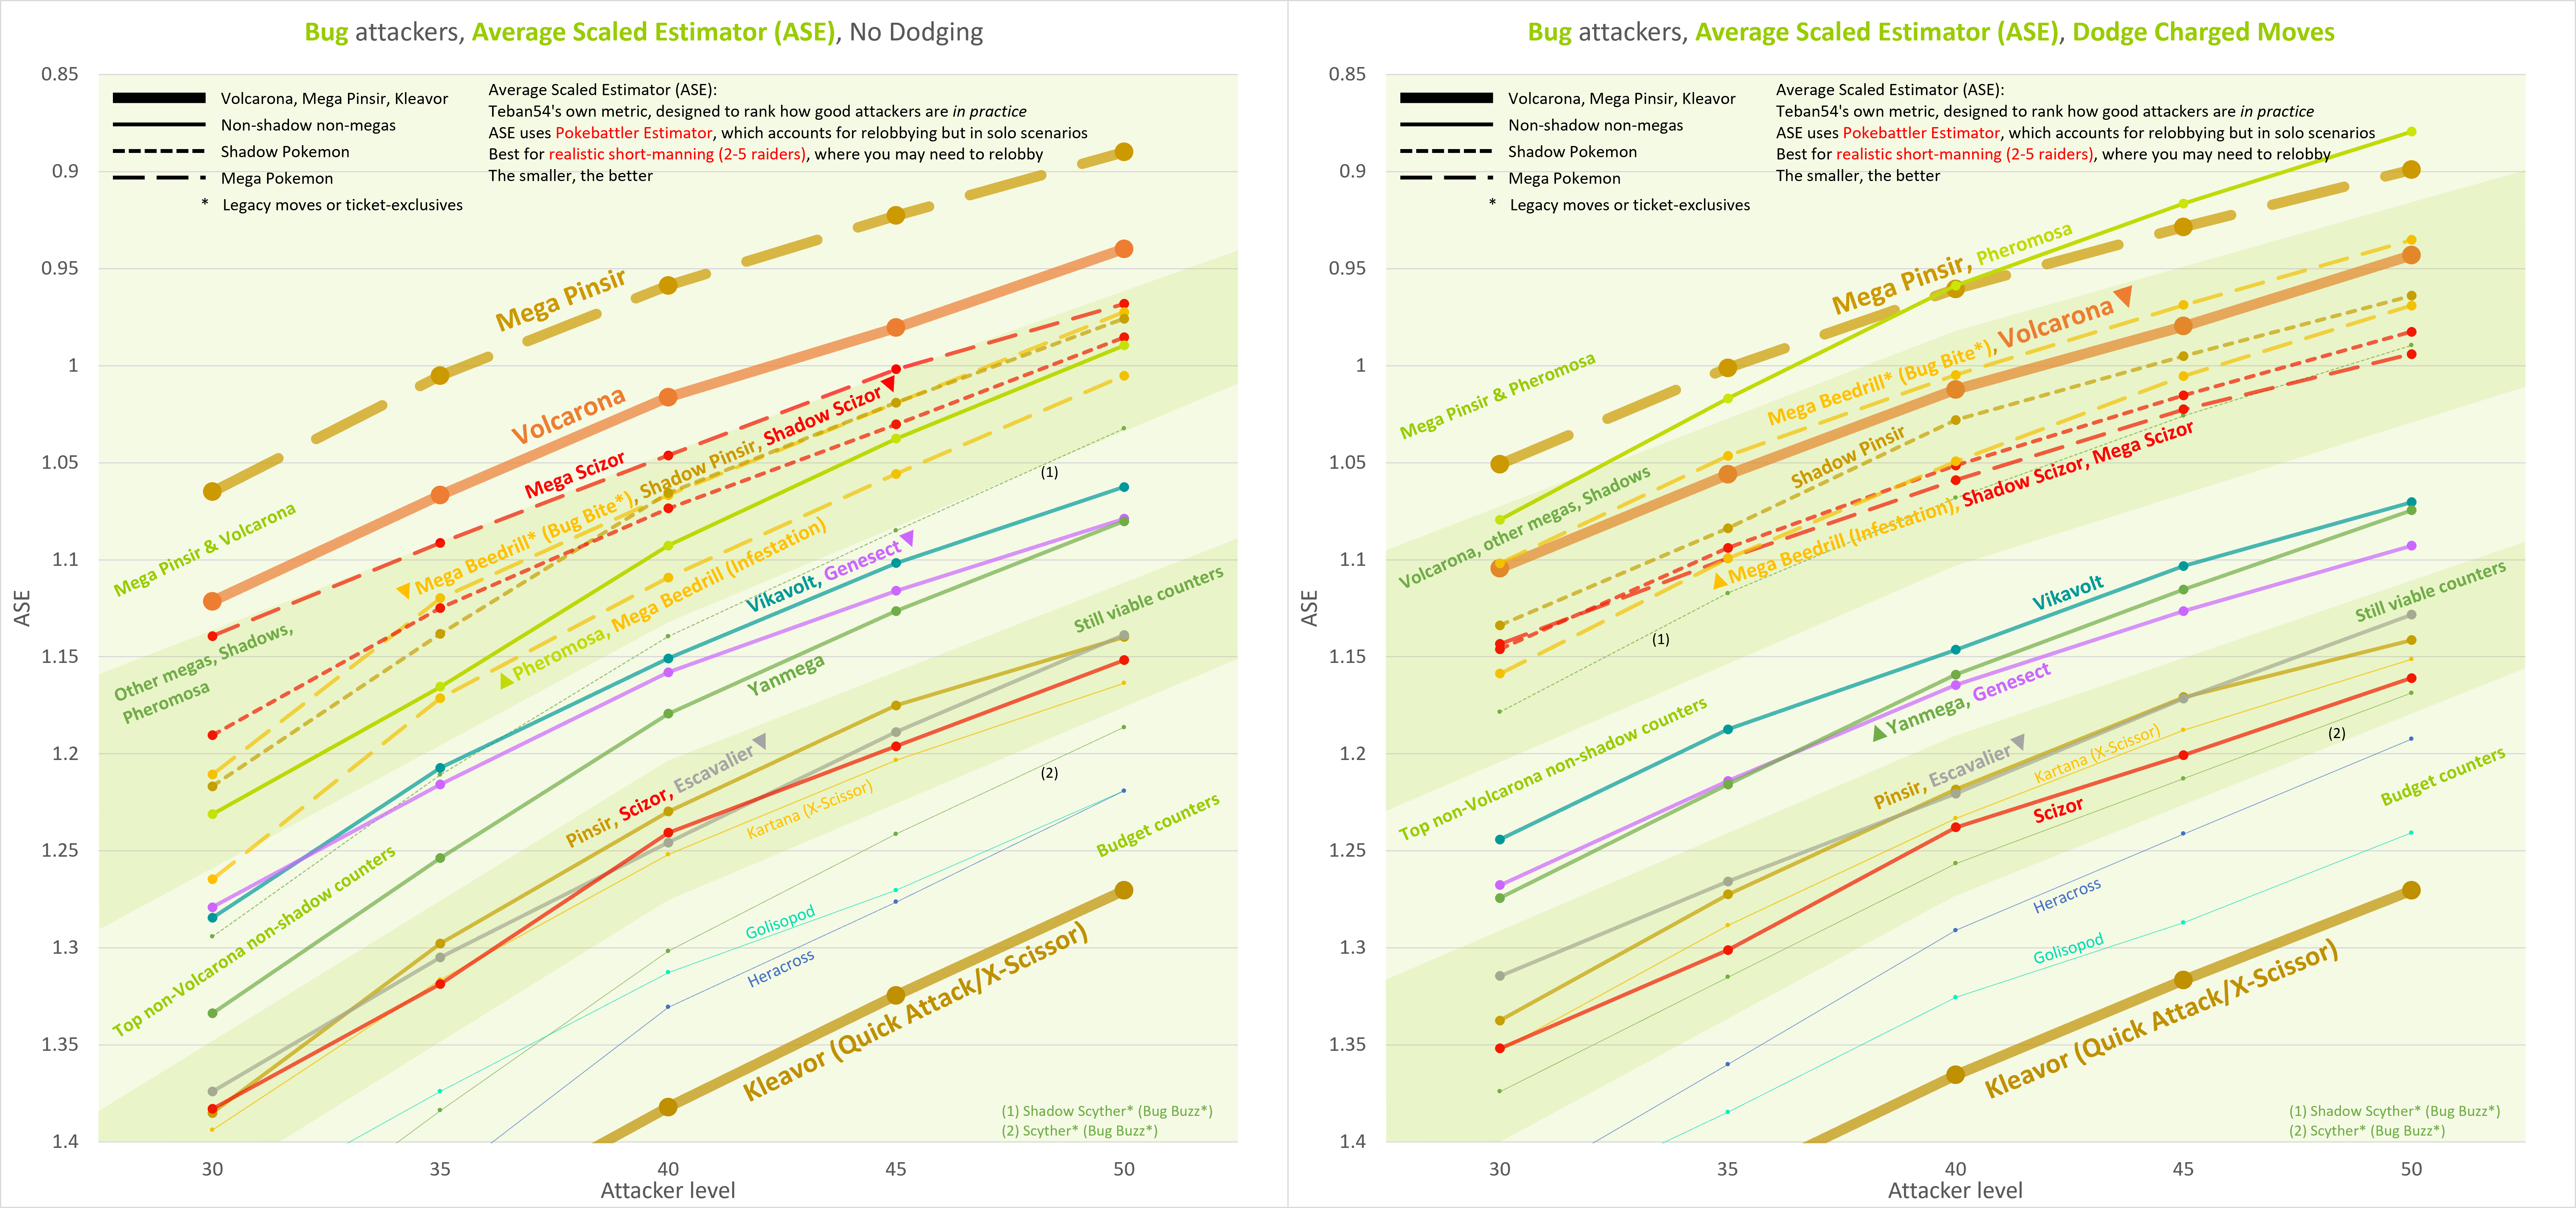 Bug attackers, Average Scaled Estimator (ASE), No Dodging
0.85
0.9
0.95
1
1.05
1.1
1.15
1.2
1.25
1.3
1.35
1.4
ASE
Volcarona, Mega Pinsir, Kleavor
Non-shadow non-megas
Shadow Pokemon
Mega Pokemon
* Legacy moves or ticket-exclusives
Average Scaled Estimator (ASE):
Teban54's own metric, designed to rank how good attackers are in practice
ASE uses Pokebattler Estimator, which accounts for relobbying but in solo scenarios
Best for realistic short-manning (2-5 raiders), where you may need to relobby
The smaller, the better
Mega Pinsir
Volcarona
Mega Scizor
Mega Beedrill* (Bug Bite*), Shadow Pinsir, Shadow Scizor
(1)
Mega Pinsir & Volcarona
Pheromosa, Mega Beedrill (Infestation)
Vikavolt, Genesect
Other megas, Shadows,
Pheromosa
Still viable counters
Yanmega
Pinsir, Scizor, Escavalier
(2)
Kartana (X-Scissor)
Budget counters
Top non-Volcarona non-shadow counters
Golisopod
Heracross
Kleavor (Quick Attack/X-Scissor)
(1) Shadow Scyther* (Bug Buzz*)
(2) Scyther* (Bug Buzz*)
30
35
40
45
50
Attacker level
Bug attackers, Average Scaled Estimator (ASE), Dodge Charged Moves
0.85
0.9
0.95
1
1.05
1.1
1.15
1.2
1.25
1.3
1.35
1.4
ASE
Volcarona, Mega Pinsir, Kleavor
Non-shadow non-megas
Shadow Pokemon
Mega Pokemon
* Legacy moves or ticket-exclusives
Average Scaled Estimator (ASE):
Teban54's own metric, designed to rank how good attackers are in practice
ASE uses Pokebattler Estimator, which accounts for relobbying but in solo scenarios
Best for realistic short-manning (2-5 raiders), where you may need to relobby
The smaller, the better
Mega Pinsir, Pheromosa
Mega Beedrill* (Bug Bite*), Volcarona
Mega Pinsir & Pheromosa
Shadow Pinsir
Mega Beedrill (Infestation), Shadow Scizor, Mega Scizor
Volcarona, other megas, Shadows
(1)
Vikavolt
Still viable counters
Yanmega, Genesect
Top non-Volcarona non-shadow counters
Pinsir, Escavalier
Kartana (X-Scissor)
(2)
Scizor
Budget counters
Heracross
Golisopod
Kleavor (Quick Attack/X-Scissor)
(1) Shadow Scyther* (Bug Buzz*)
(2) Scyther* (Bug Buzz*)
30
35
40
45
50
Attacker level